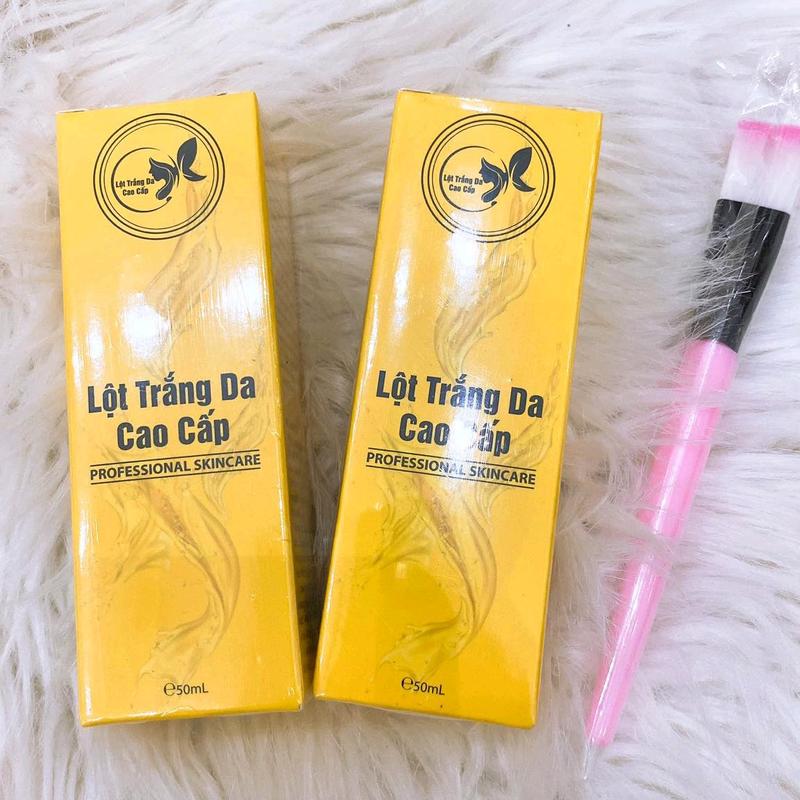 Lột Trắng Da
Cao Cấp
Lột Trắng Da
Cao Cấp
PROFESSIONAL SKINCARE
℮50mL
Lột Trắng Da
Cao Cấp
Lột Trắng Da
Cao Cấp
PROFESSIONAL SKINCARE
℮50mL